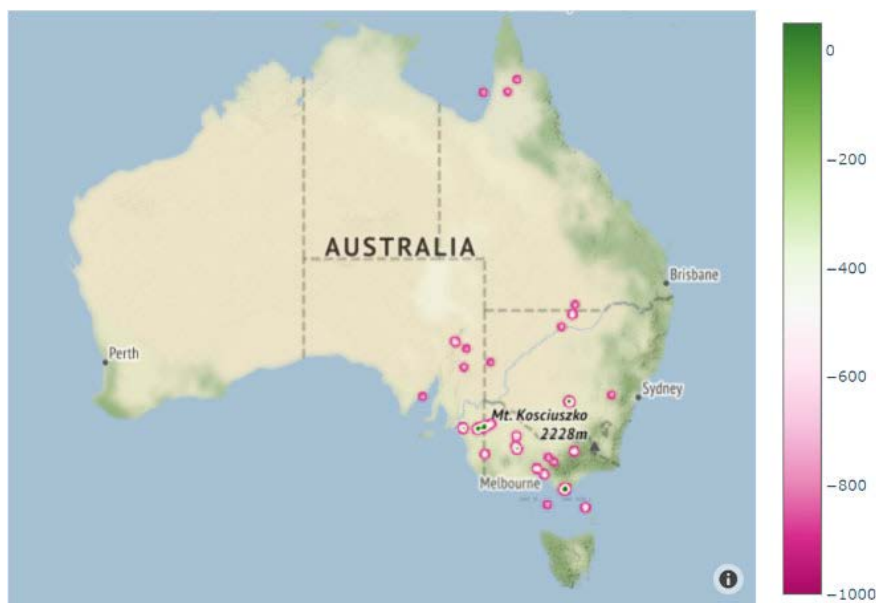 AUSTRALIA
Brisbane
Perth
Sydney
Mt. Kosciuszko
2228m
Melbourne
i
0
−200
−400
−600
−800
−1000